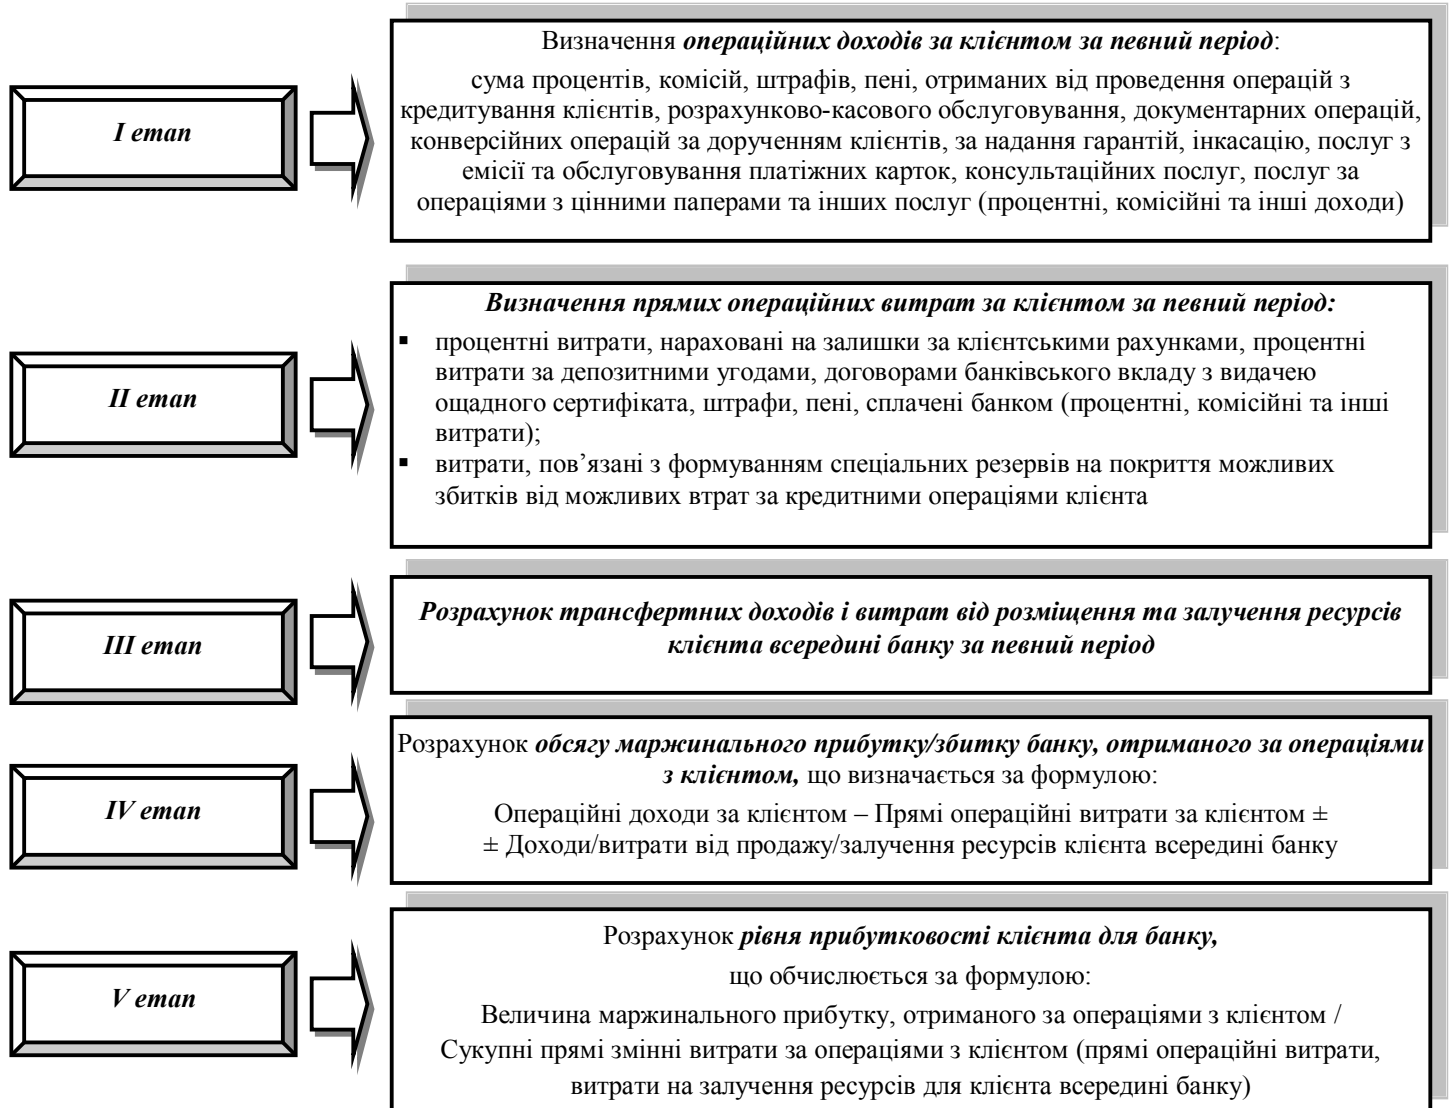 I етап
Визначення операційних доходів за клієнтом за певний період:
сума процентів, комісій, штрафів, пені, отриманих від проведення операцій з
кредитування клієнтів, розрахунково-касового обслуговування, документарних операцій,
конверсійних операцій за дорученням клієнтів, за надання гарантій, інкасацію, послуг з
емісії та обслуговування платіжних карток, консультаційних послуг, послуг за
операціями з цінними паперами та інших послуг (процентні, комісійні та інші доходи)
II етап
Визначення прямих операційних витрат за клієнтом за певний період:
▪ процентні витрати, нараховані на залишки за клієнтськими рахунками, процентні
витрати за депозитними угодами, договорами банківського вкладу з видачею
ощадного сертифіката, штрафи, пені, сплачені банком (процентні, комісійні та інші
витрати);
▪ витрати, пов’язані з формуванням спеціальних резервів на покриття можливих
збитків від можливих втрат за кредитними операціями клієнта
III етап
Розрахунок трансфертних доходів і витрат від розміщення та залучення ресурсів
клієнта всередині банку за певний період
IV етап
Розрахунок обсягу маржинального прибутку/збитку банку, отриманого за операціями
з клієнтом, що визначається за формулою:
Операційні доходи за клієнтом – Прямі операційні витрати за клієнтом ±
± Доходи/витрати від продажу/залучення ресурсів клієнта всередині банку
V етап
Розрахунок рівня прибутковості клієнта для банку,
що обчислюється за формулою:
Величина маржинального прибутку, отриманого за операціями з клієнтом /
Сукупні прямі змінні витрати за операціями з клієнтом (прямі операційні витрати,
витрати на залучення ресурсів для клієнта всередині банку)